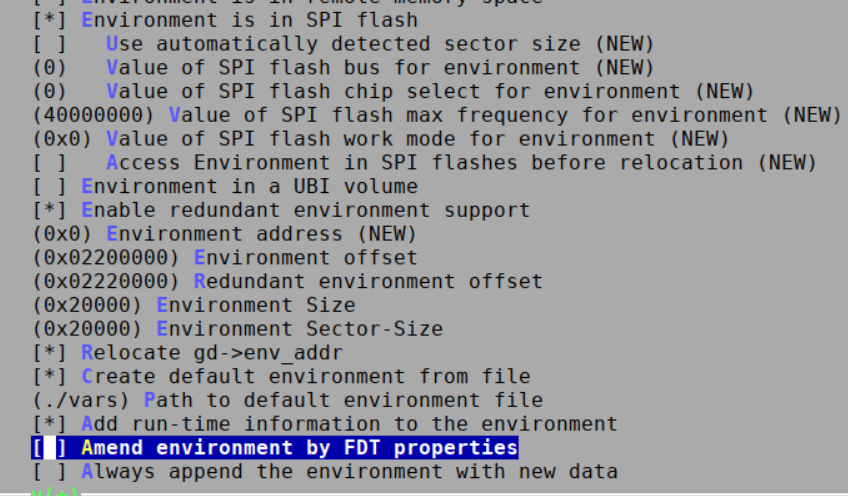 [ ] Environment is in remote memory space
[*] Environment is in SPI flash
[ ]   Use automatically detected sector size (NEW)
(0)   Value of SPI flash bus for environment (NEW)
(0)   Value of SPI flash chip select for environment (NEW)
(40000000) Value of SPI flash max frequency for environment (NEW)
(0x0) Value of SPI flash work mode for environment (NEW)
[ ]   Access Environment in SPI flashes before relocation (NEW)
[ ] Environment in a UBI volume
[*] Enable redundant environment support
(0x0) Environment address (NEW)
(0x02200000) Environment offset
(0x02220000) Redundant environment offset
(0x20000) Environment Size
(0x20000) Environment Sector-Size
[*] Relocate gd->env_addr
[*] Create default environment from file
(./vars) Path to default environment file
[*] Add run-time information to the environment
[ ] Amend environment by FDT properties
[ ] Always append the environment with new data